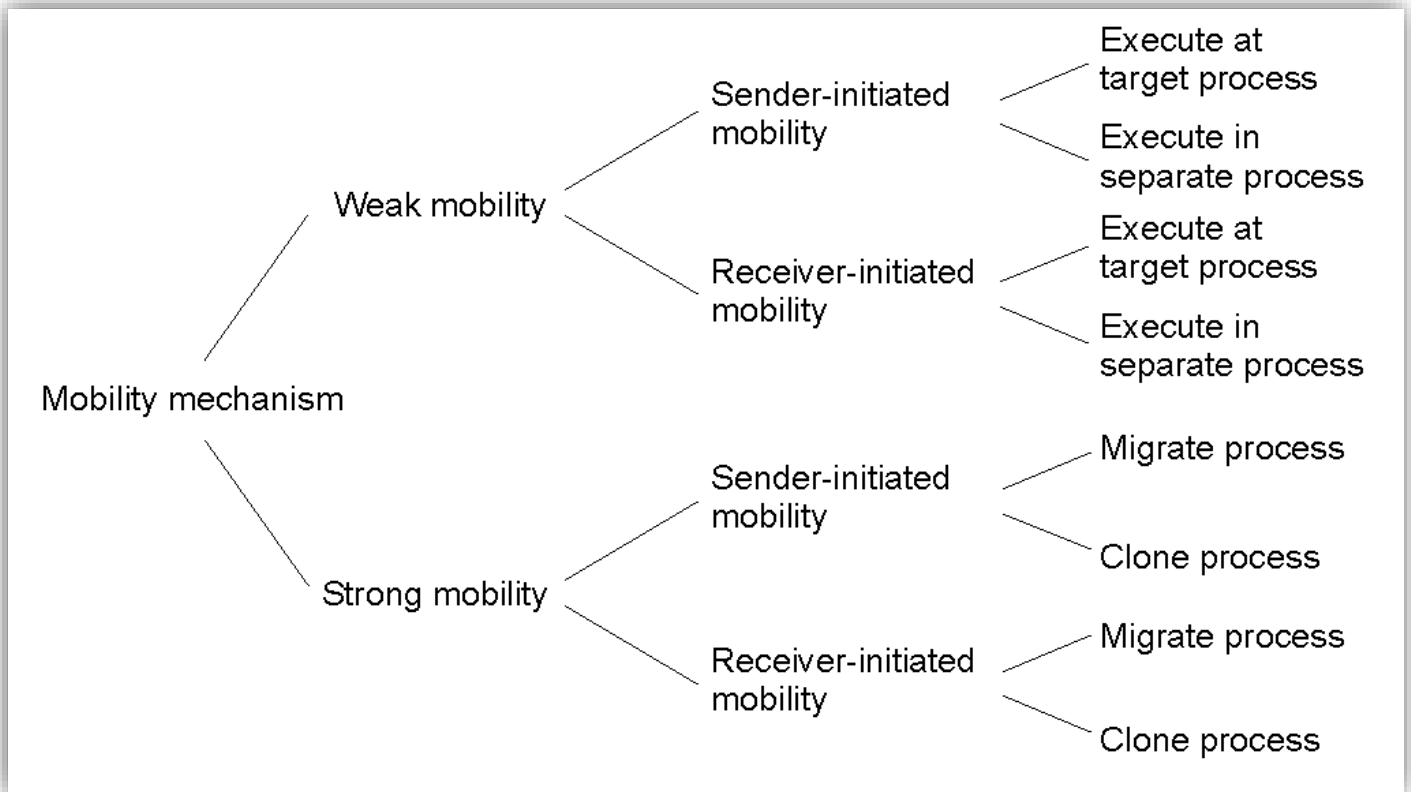 Mobility mechanism
Weak mobility
Sender-initiated
mobility
Execute at
target process
Execute in
separate process
Receiver-initiated
mobility
Execute at
target process
Execute in
separate process
Strong mobility
Sender-initiated
mobility
Migrate process
Clone process
Receiver-initiated
mobility
Migrate process
Clone process